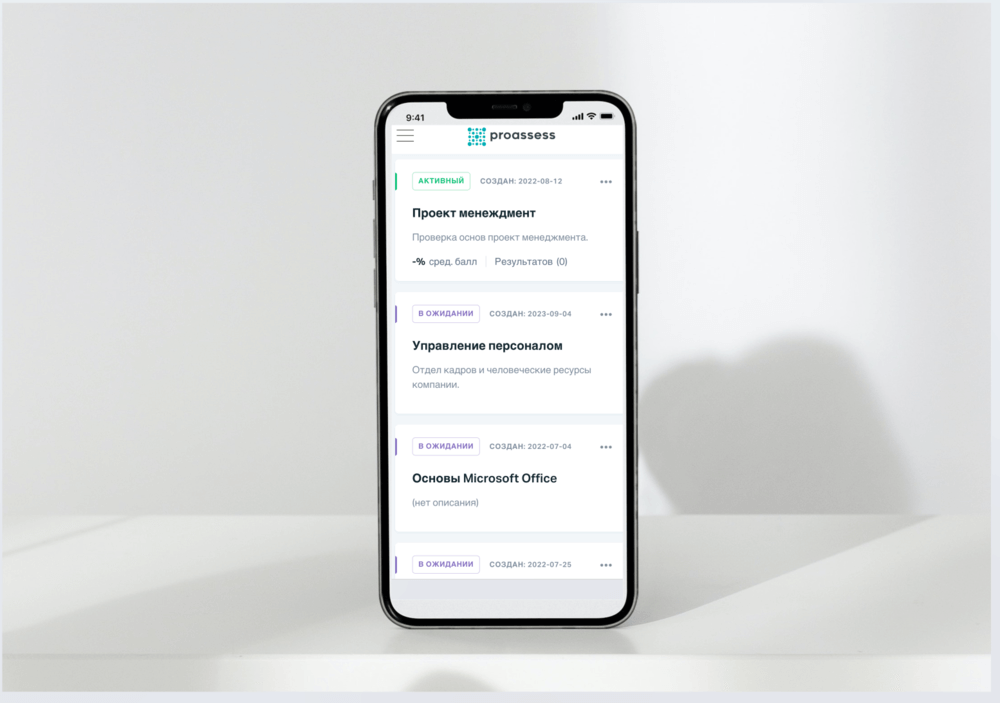 9:41
proassess
АКТИВНЫЙ СОЗДАН: 2022-08-12
Проект менеждмент
Проверка основ проект менеджмента.
-% сред. балл Результатов (0)
В ОЖИДАНИИ СОЗДАН: 2023-09-04
Управление персоналом
Отдел кадров и человеческие ресурсы
компании.
В ОЖИДАНИИ СОЗДАН: 2022-07-04
Основы Microsoft Office
(нет описания)
В ОЖИДАНИИ СОЗДАН: 2022-07-25